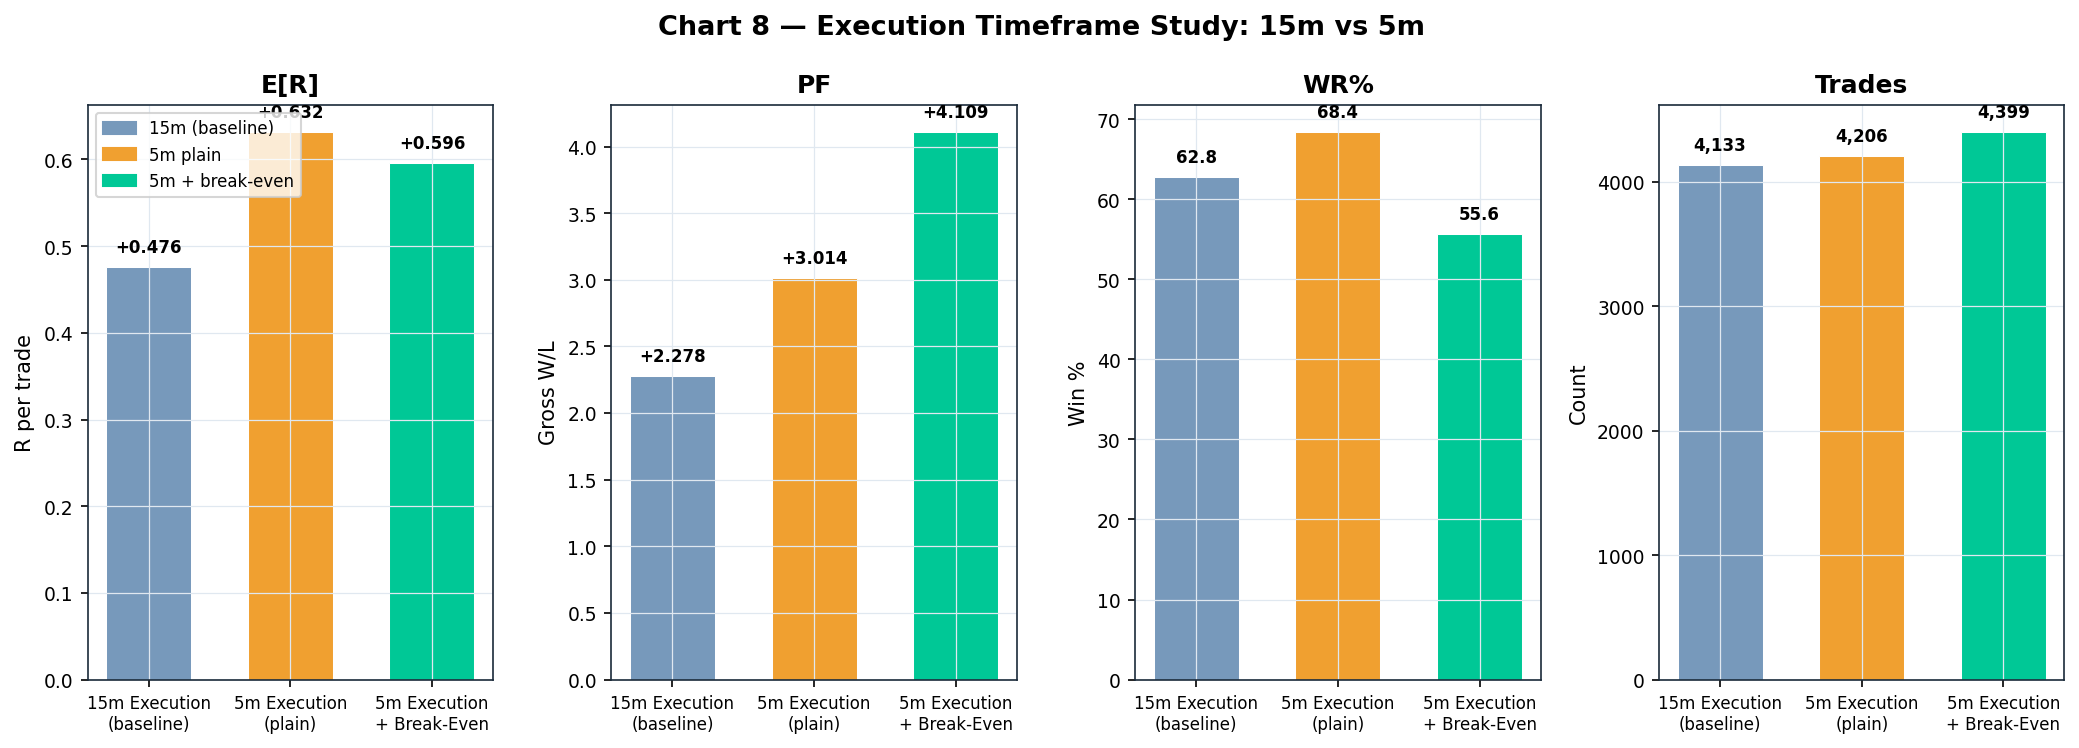 Chart 8 — Execution Timeframe Study: 15m vs 5m
E[R]
R per trade
0.6
0.5
0.4
0.3
0.2
0.1
0.0
15m (baseline)
5m plain
5m + break-even
+0.476
+0.632
+0.596
15m Execution
(baseline)
5m Execution
(plain)
5m Execution
+ Break-Even
PF
Gross W/L
4.0
3.5
3.0
2.5
2.0
1.5
1.0
0.5
0.0
+2.278
+3.014
+4.109
15m Execution
(baseline)
5m Execution
(plain)
5m Execution
+ Break-Even
WR%
Win %
70
60
50
40
30
20
10
0
62.8
68.4
55.6
15m Execution
(baseline)
5m Execution
(plain)
5m Execution
+ Break-Even
Trades
Count
4000
3000
2000
1000
0
4,133
4,206
4,399
15m Execution
(baseline)
5m Execution
(plain)
5m Execution
+ Break-Even